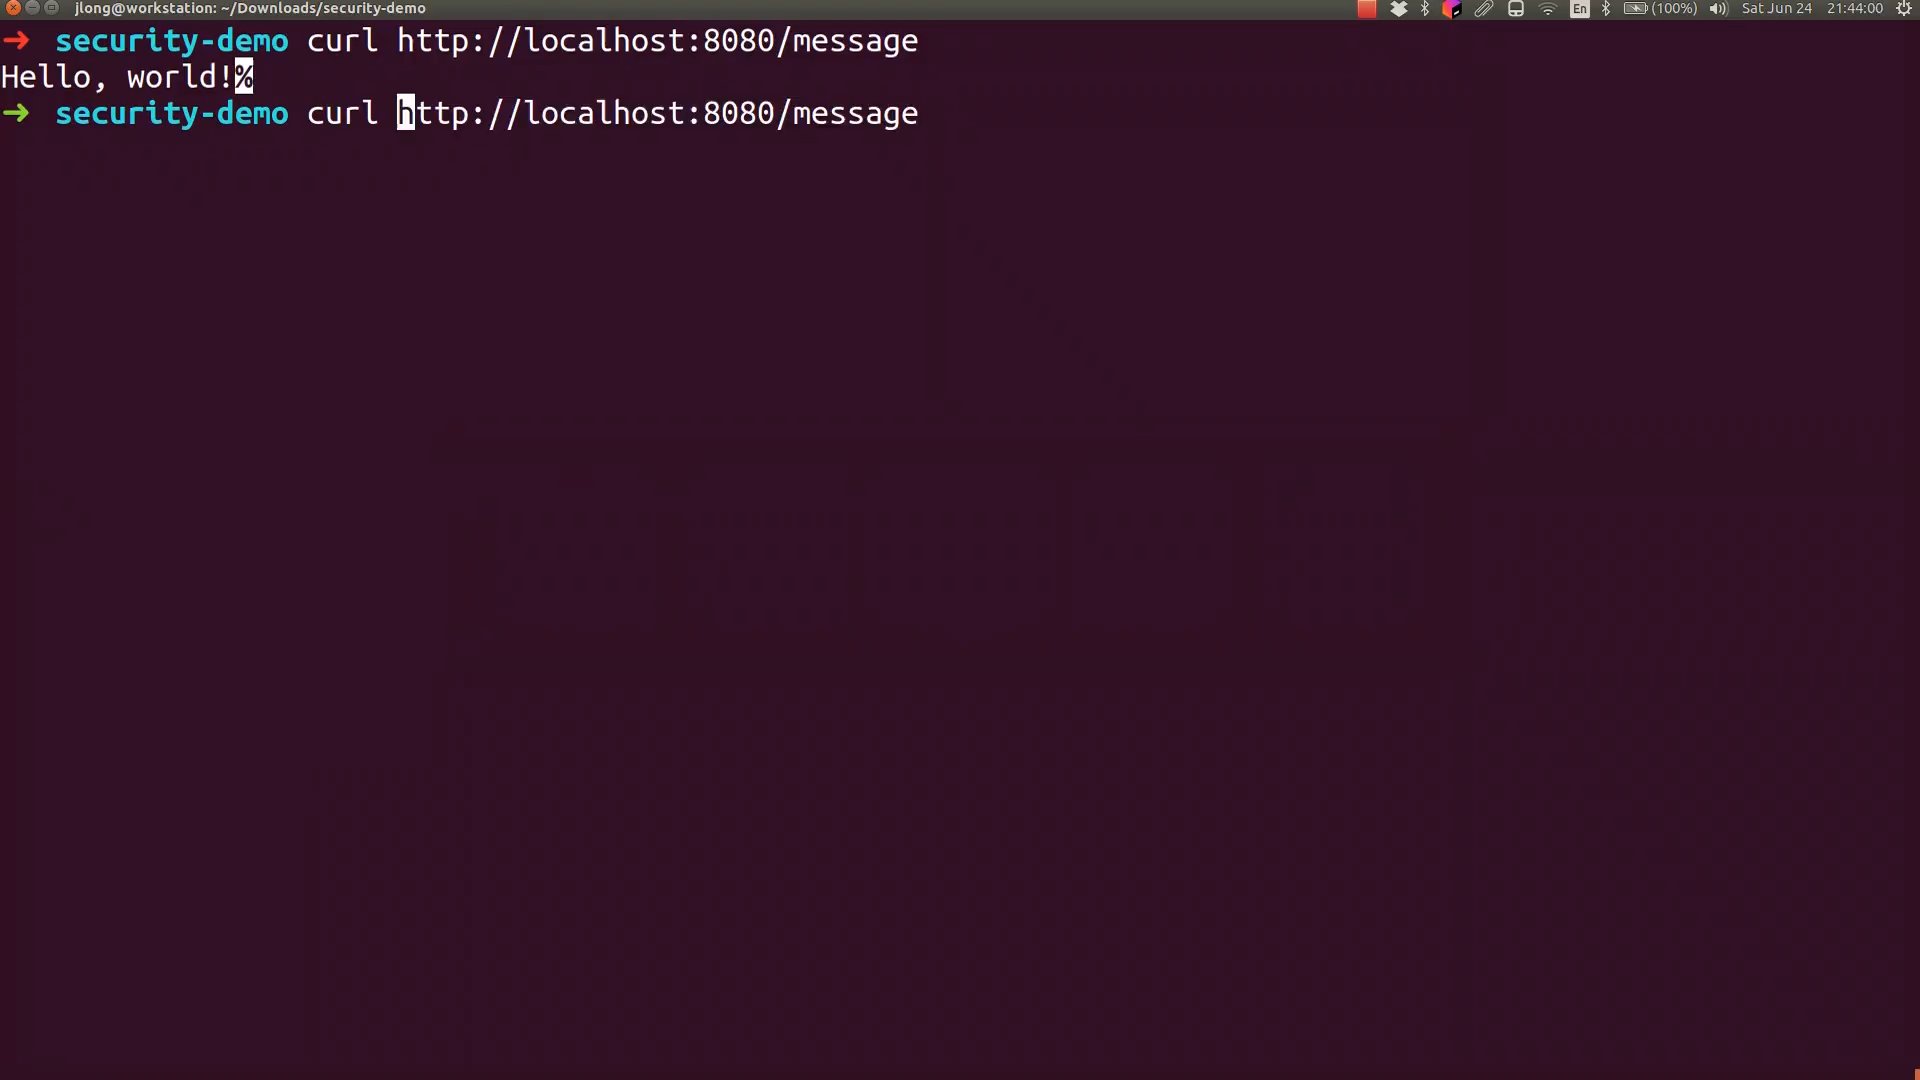 jlong@workstation: ~/Downloads/security-demo
En
(100%)
Sat Jun 24
21:44:00
➜ security-demo curl http://localhost:8080/message
Hello, world!%
➜ security-demo curl http://localhost:8080/message